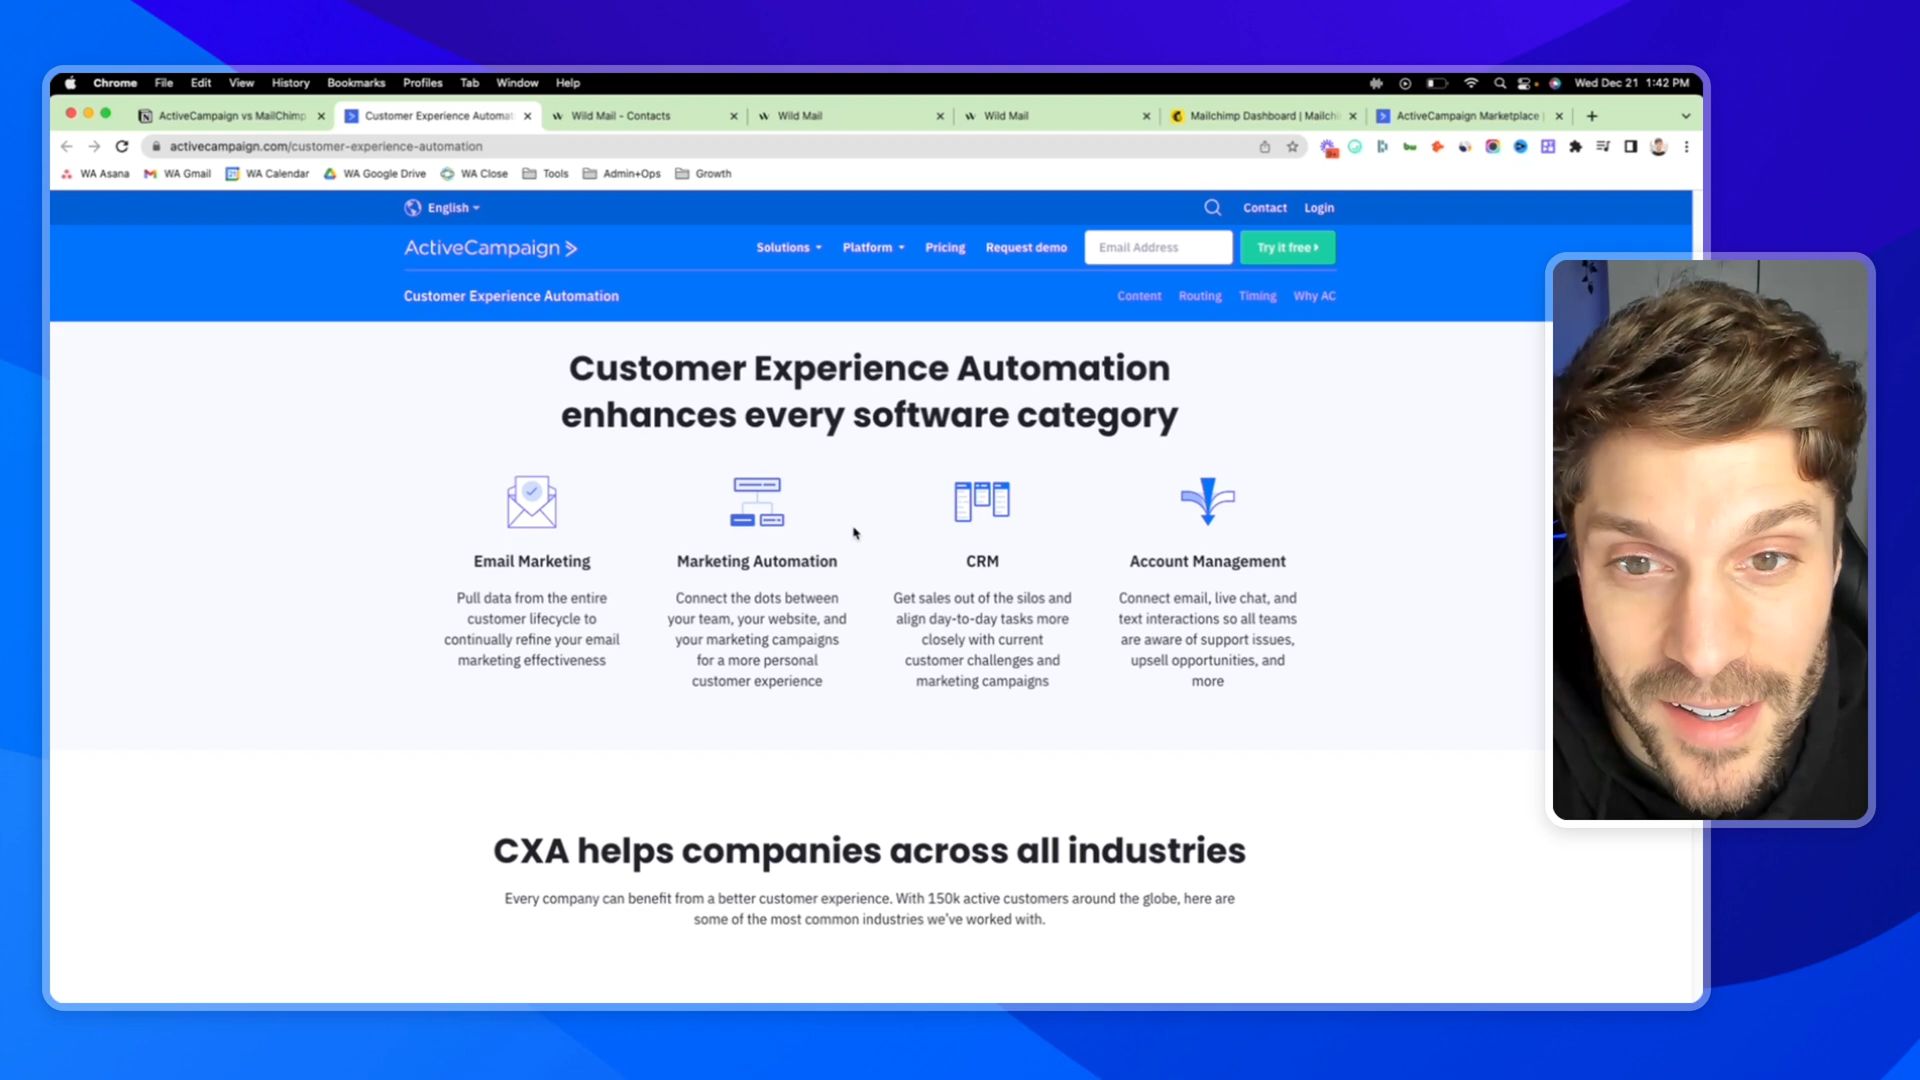 Chrome File Edit View History Bookmarks Profiles Tab Window Help Wed Dec 21 1:42 PM
ActiveCampaign vs MailChimp Customer Experience Automat Wild Mail - Contacts Wild Mail Wild Mail Mailchimp Dashboard | Mailchi ActiveCampaign Marketplace |
activecampaign.com/customer-experience-automation
WA Asana WA Gmail WA Calendar WA Google Drive WA Close Tools Admin+Ops Growth
English Contact Login
ActiveCampaign > Solutions Platform Pricing Request demo Email Address Try it free
Customer Experience Automation Content Routing Timing Why AC
Customer Experience Automation
enhances every software category
Email Marketing
Pull data from the entire
customer lifecycle to
continually refine your email
marketing effectiveness
Marketing Automation
Connect the dots between
your team, your website, and
your marketing campaigns
for a more personal
customer experience
CRM
Get sales out of the silos and
align day-to-day tasks more
closely with current
customer challenges and
marketing campaigns
Account Management
Connect email, live chat, and
text interactions so all teams
are aware of support issues,
upsell opportunities, and
more
CXA helps companies across all industries
Every company can benefit from a better customer experience. With 150k active customers around the globe, here are
some of the most common industries we've worked with.